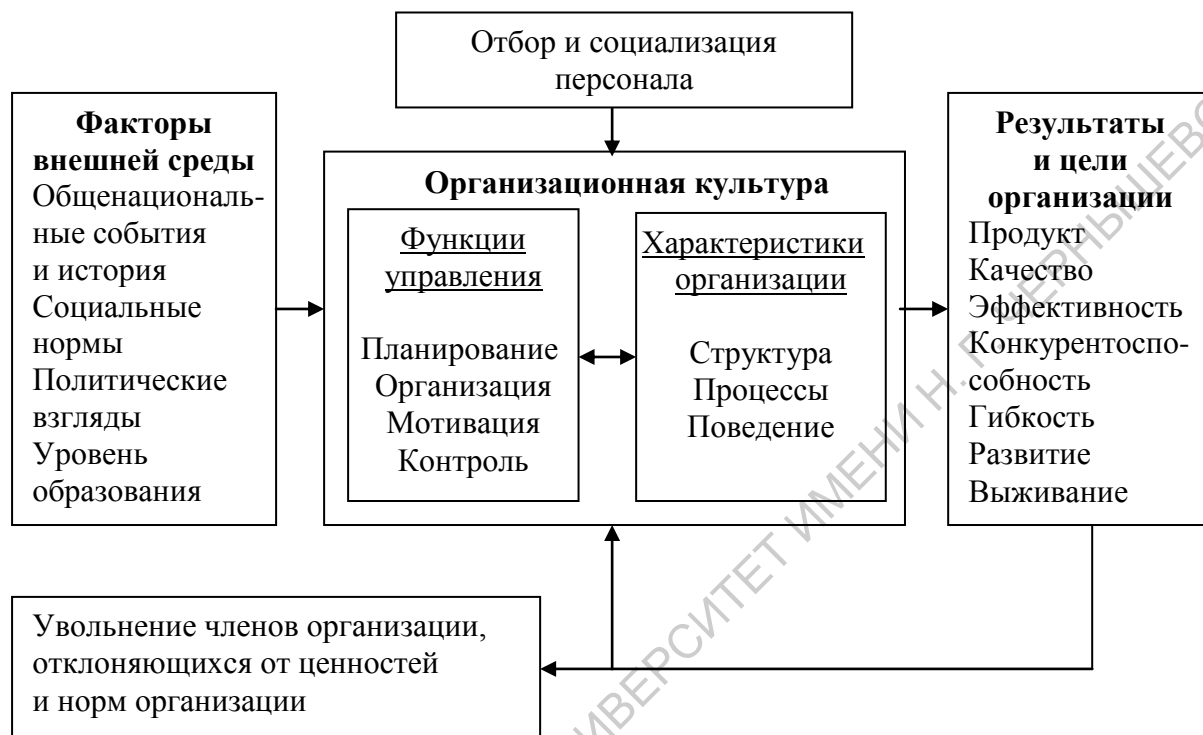 Отбор и социализация
персонала
Факторы
внешней среды
Общенациональ-
ные события
и история
Социальные
нормы
Политические
взгляды
Уровень
образования
Организационная культура
Функции
управления
Планирование
Организация
Мотивация
Контроль
Характеристики
организации
Структура
Процессы
Поведение
Результаты
и цели
организации
Продукт
Качество
Эффективность
Конкурентоспо-
собность
Гибкость
Развитие
Выживание
Увольнение членов организации,
отклоняющихся от ценностей
и норм организации
ИМЕНИ Н. Г.